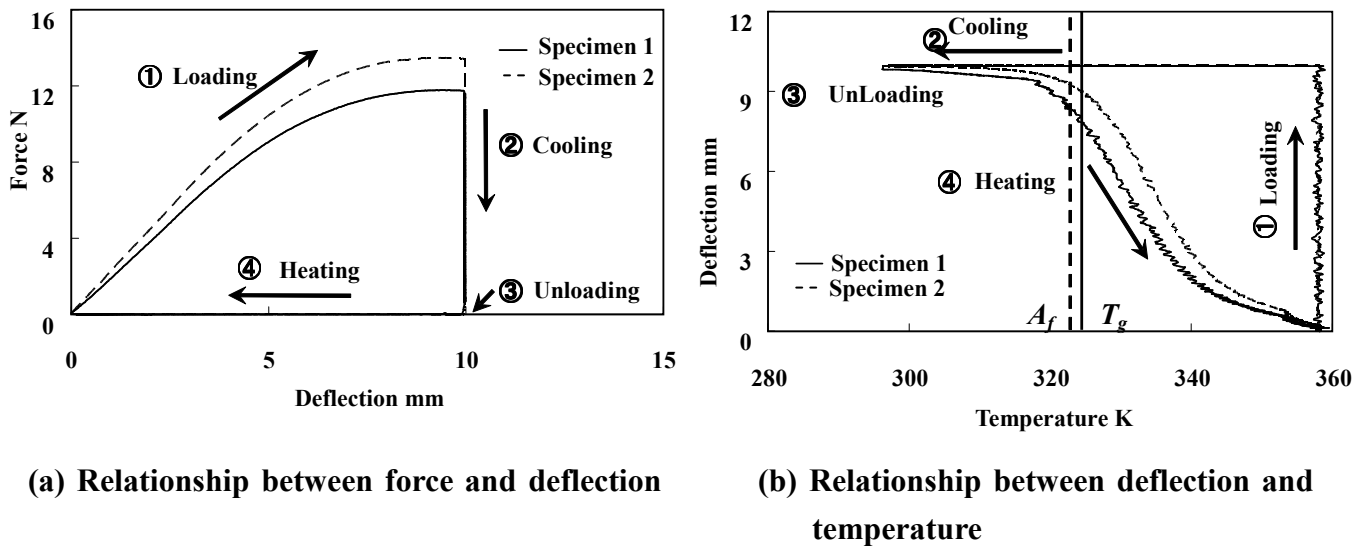 16
12
8
4
0
Force N
① Loading
Specimen 1
Specimen 2
② Cooling
④ Heating
③ Unloading
0
5
10
15
Deflection mm
(a) Relationship between force and deflection
12
9
6
3
0
Deflection mm
② Cooling
③ UnLoading
④ Heating
① Loading
Specimen 1
Specimen 2
Af
Tg
280
300
320
340
360
Temperature K
(b) Relationship between deflection and
temperature